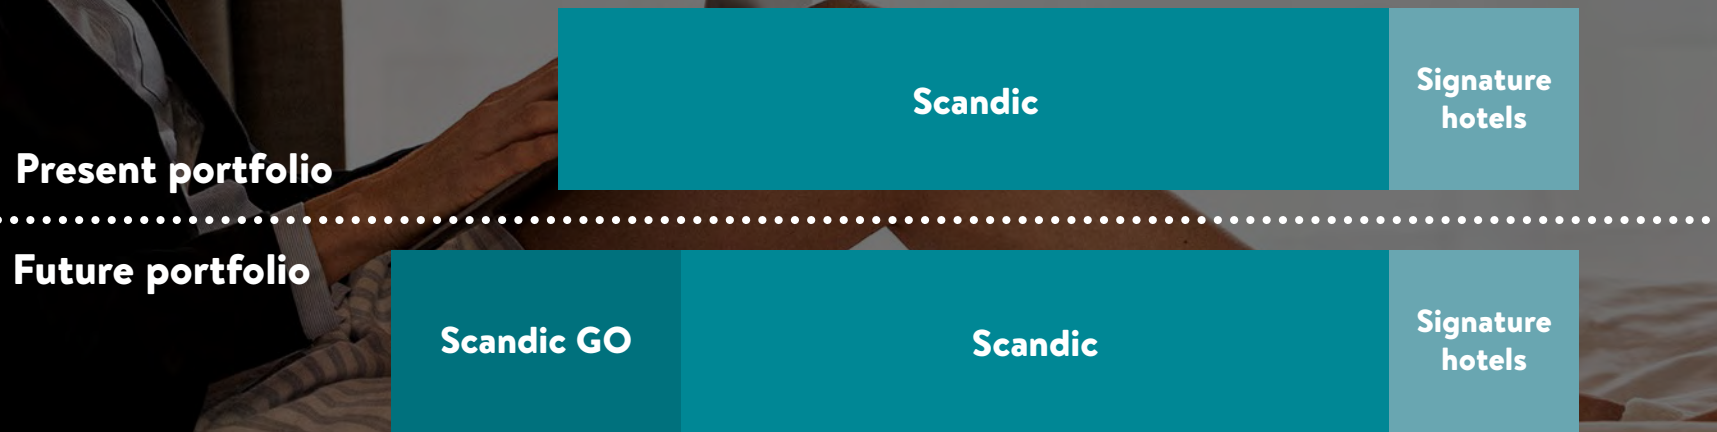 Present portfolio
Scandic
Signature
hotels
Future portfolio
Scandic GO
Scandic
Signature
hotels